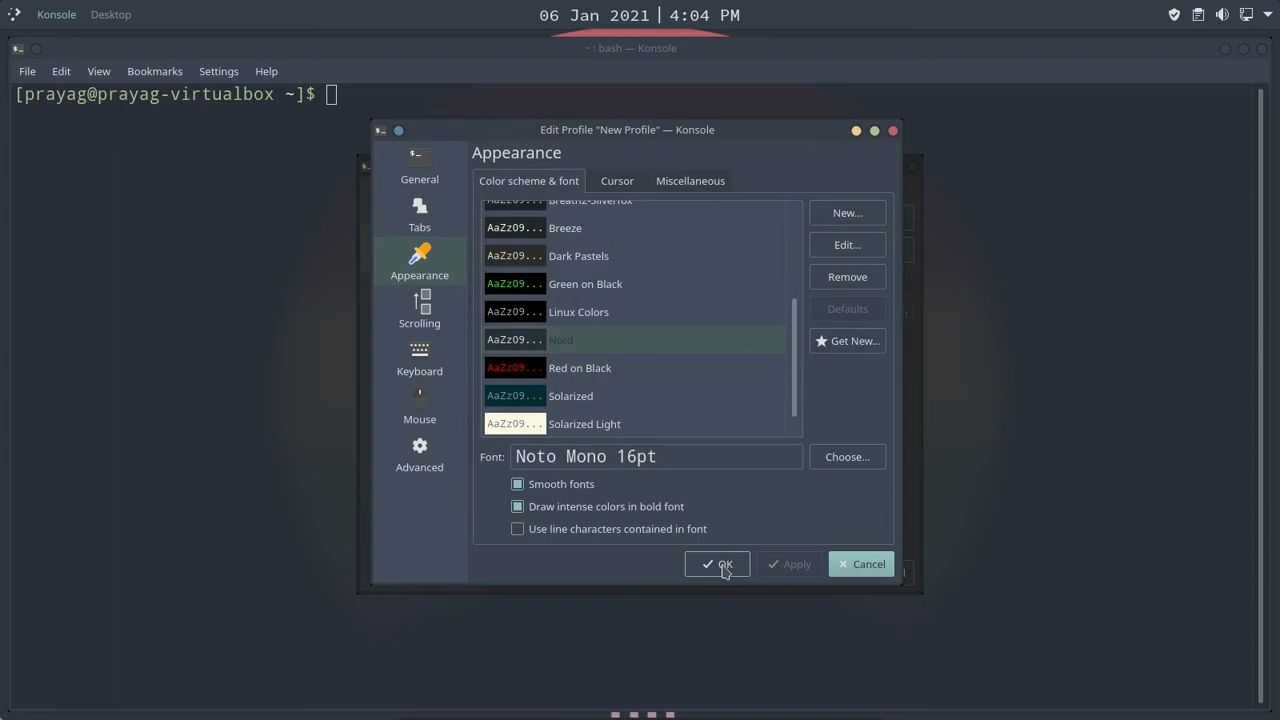 Konsole Desktop 06 Jan 2021 | 4:04 PM
~ : bash — Konsole
File Edit View Bookmarks Settings Help
[prayag@prayag-virtualbox ~]$
Edit Profile "New Profile" — Konsole
General
Tabs
Appearance
Scrolling
Keyboard
Mouse
Advanced
Appearance
Color scheme & font Cursor Miscellaneous
AaZz09... Breeze
AaZz09... Dark Pastels
AaZz09... Green on Black
AaZz09... Linux Colors
AaZz09... Nord
AaZz09... Red on Black
AaZz09... Solarized
AaZz09... Solarized Light
New...
Edit...
Remove
Defaults
Get New...
Font: Noto Mono 16pt Choose...
Smooth fonts
Draw intense colors in bold font
Use line characters contained in font
OK Apply Cancel